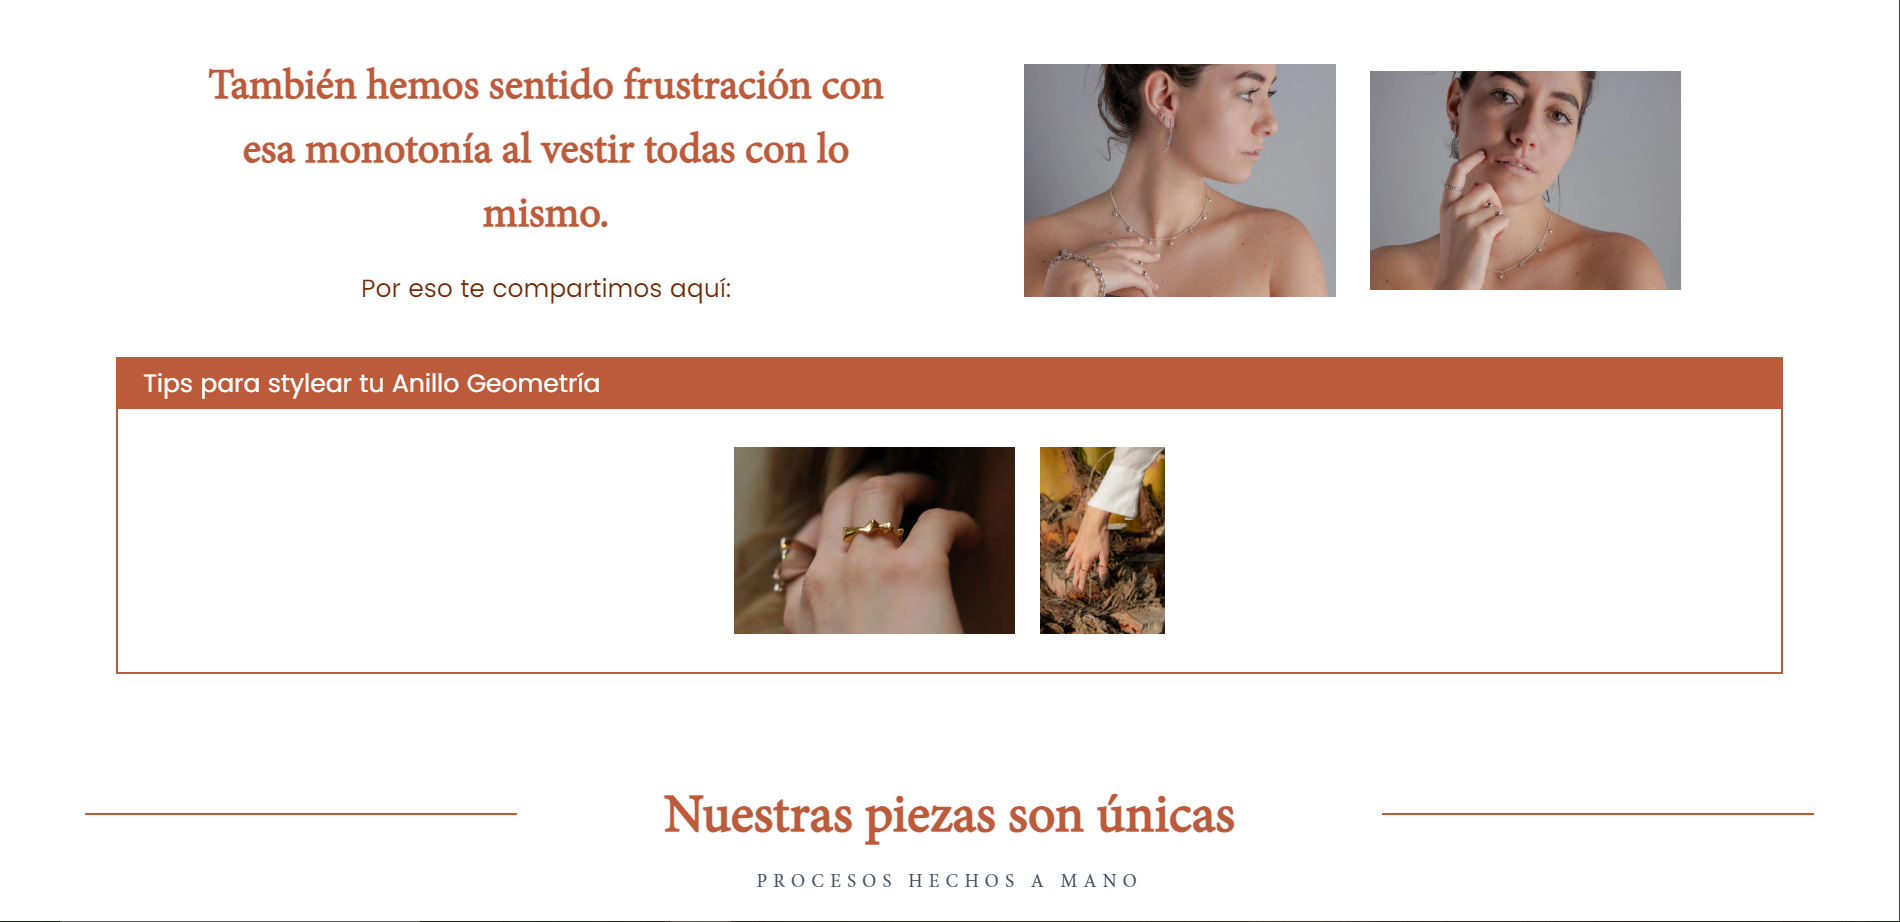 También hemos sentido frustración con
esa monotonía al vestir todas con lo
mismo.
Por eso te compartimos aquí:
Tips para stylear tu Anillo Geometría
Nuestras piezas son únicas
PROCESOS HECHOS A MANO